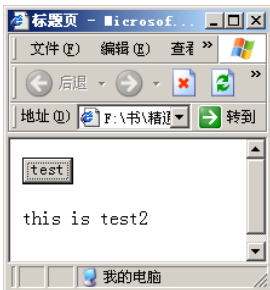 标题页 - Microsof...
文件(F) 编辑(E) 查看 »
后退 »
地址(D) F:\书\精通 转到
test
this is test2
我的电脑